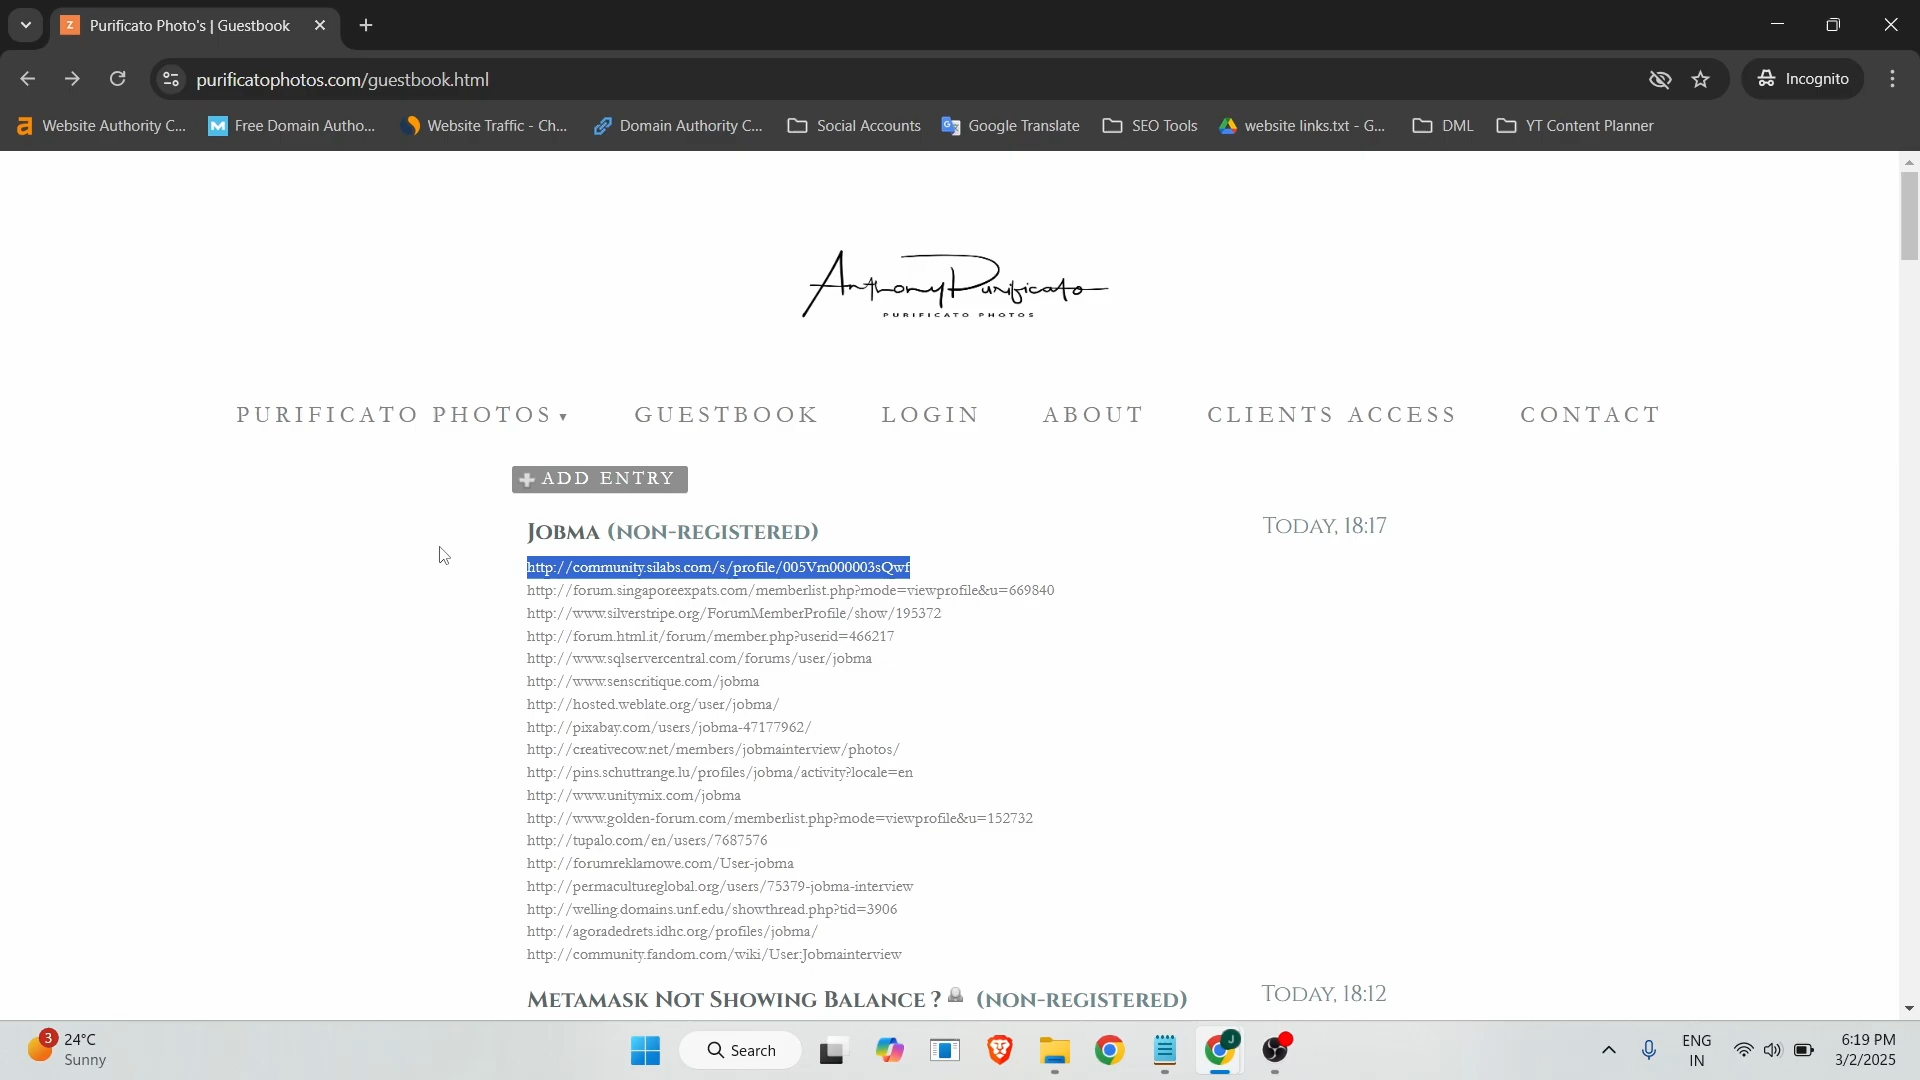 Purificato Photo's | Guestbook
purificatophotos.com/guestbook.html
Incognito
Website Authority C...
Free Domain Autho...
Website Traffic - Ch...
Domain Authority C...
Social Accounts
Google Translate
SEO Tools
website links.txt - G...
DML
YT Content Planner
Anthony Purificato
PURIFICATO PHOTOS
PURIFICATO PHOTOS ▾
GUESTBOOK
LOGIN
ABOUT
CLIENTS ACCESS
CONTACT
ADD ENTRY
Jobma (non-registered)
Today, 18:17
http://community.silabs.com/s/profile/005Vm000003sQwf
http://forum.singaporeexpats.com/memberlist.php?mode=viewprofile&u=669840
http://www.silverstripe.org/ForumMemberProfile/show/195372
http://forum.html.it/forum/member.php?userid=466217
http://www.sqlservercentral.com/forums/user/jobma
http://www.senscritique.com/jobma
http://hosted.weblate.org/user/jobma/
http://pixabay.com/users/jobma-47177962/
http://creativecow.net/members/jobmainterview/photos/
http://pins.schuttrange.lu/profiles/jobma/activity?locale=en
http://www.unitymix.com/jobma
http://www.golden-forum.com/memberlist.php?mode=viewprofile&u=152732
http://tupalo.com/en/users/7687576
http://forumreklamowe.com/User-jobma
http://permacultureglobal.org/users/75379-jobma-interview
http://welling.domains.unf.edu/showthread.php?tid=3906
http://agoradedrets.idhc.org/profiles/jobma/
http://community.fandom.com/wiki/User:Jobmainterview
Metamask Not Showing Balance ? (non-registered)
Today, 18:12
3
24°C
Sunny
Search
J
ENG
IN
6:19 PM
3/2/2025